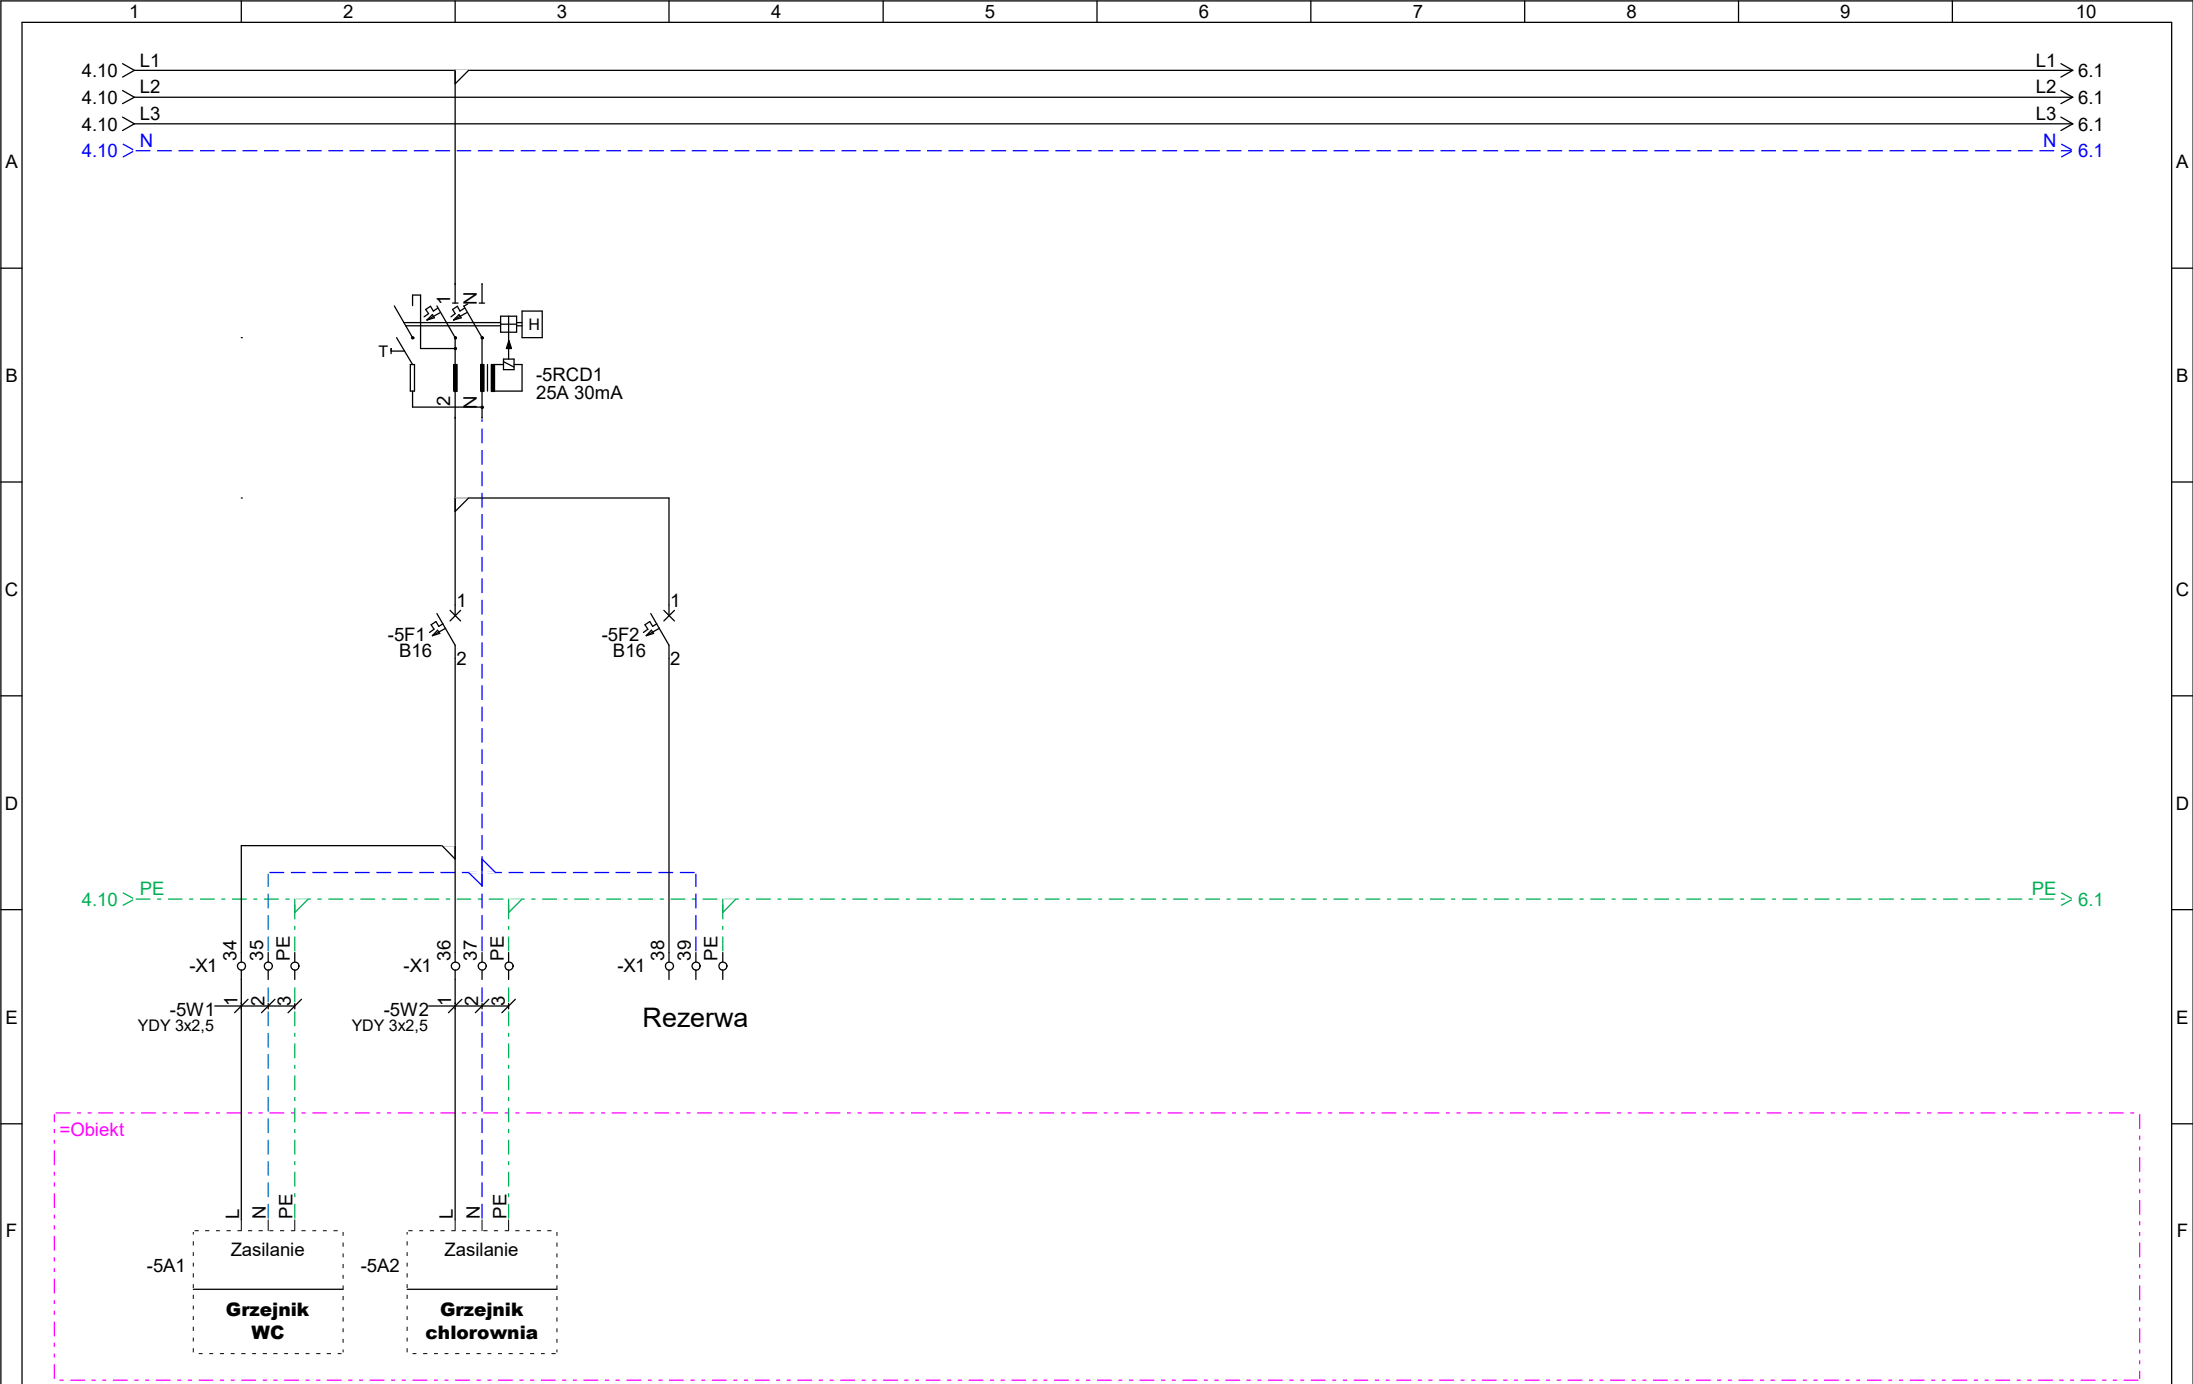 1 2 3 4 5 6 7 8 9 10
4.10 L1 L1 6.1
4.10 L2 L2 6.1
4.10 L3 L3 6.1
4.10 N N 6.1
A A
1 N
H
T
B B
-5RCD1
25A 30mA
2 N
C C
1 1
-5F1 -5F2
B16 B16
2 2
D D
4.10 PE PE 6.1
34 35 PE 36 37 PE 38 39 PE
-X1 -X1 -X1
1 2 3 1 2 3
-5W1 -5W2
YDY 3x2,5 YDY 3x2,5
Rezerwa
E E
=Obiekt
L N PE L N PE
F F
Zasilanie Zasilanie
-5A1 -5A2
Grzejnik
WC
Grzejnik
chlorownia